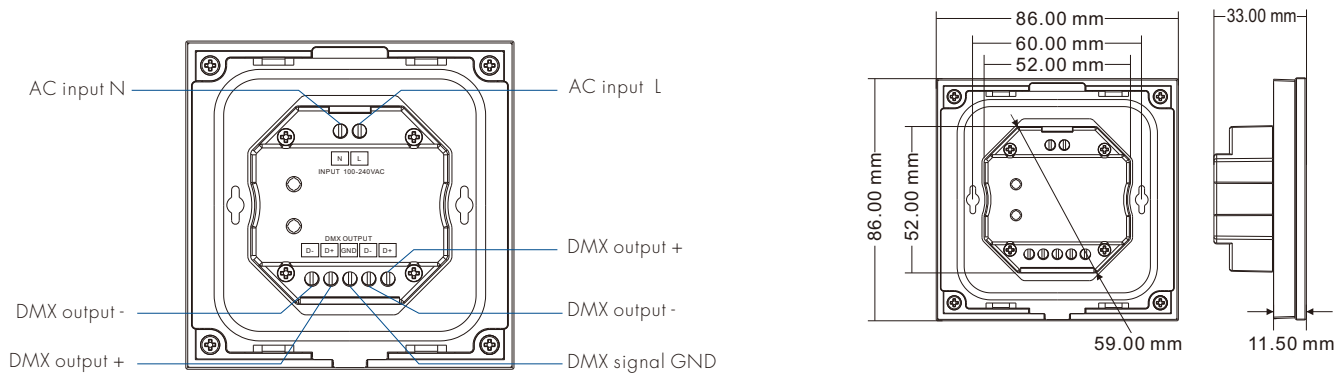 AC input N
AC input L
N L
INPUT 100-240VAC
DMX OUTPUT
D- D+ GND D- D+
DMX output +
DMX output -
DMX output -
DMX output +
DMX signal GND
86.00 mm
60.00 mm
52.00 mm
33.00 mm
86.00 mm
52.00 mm
59.00 mm
11.50 mm